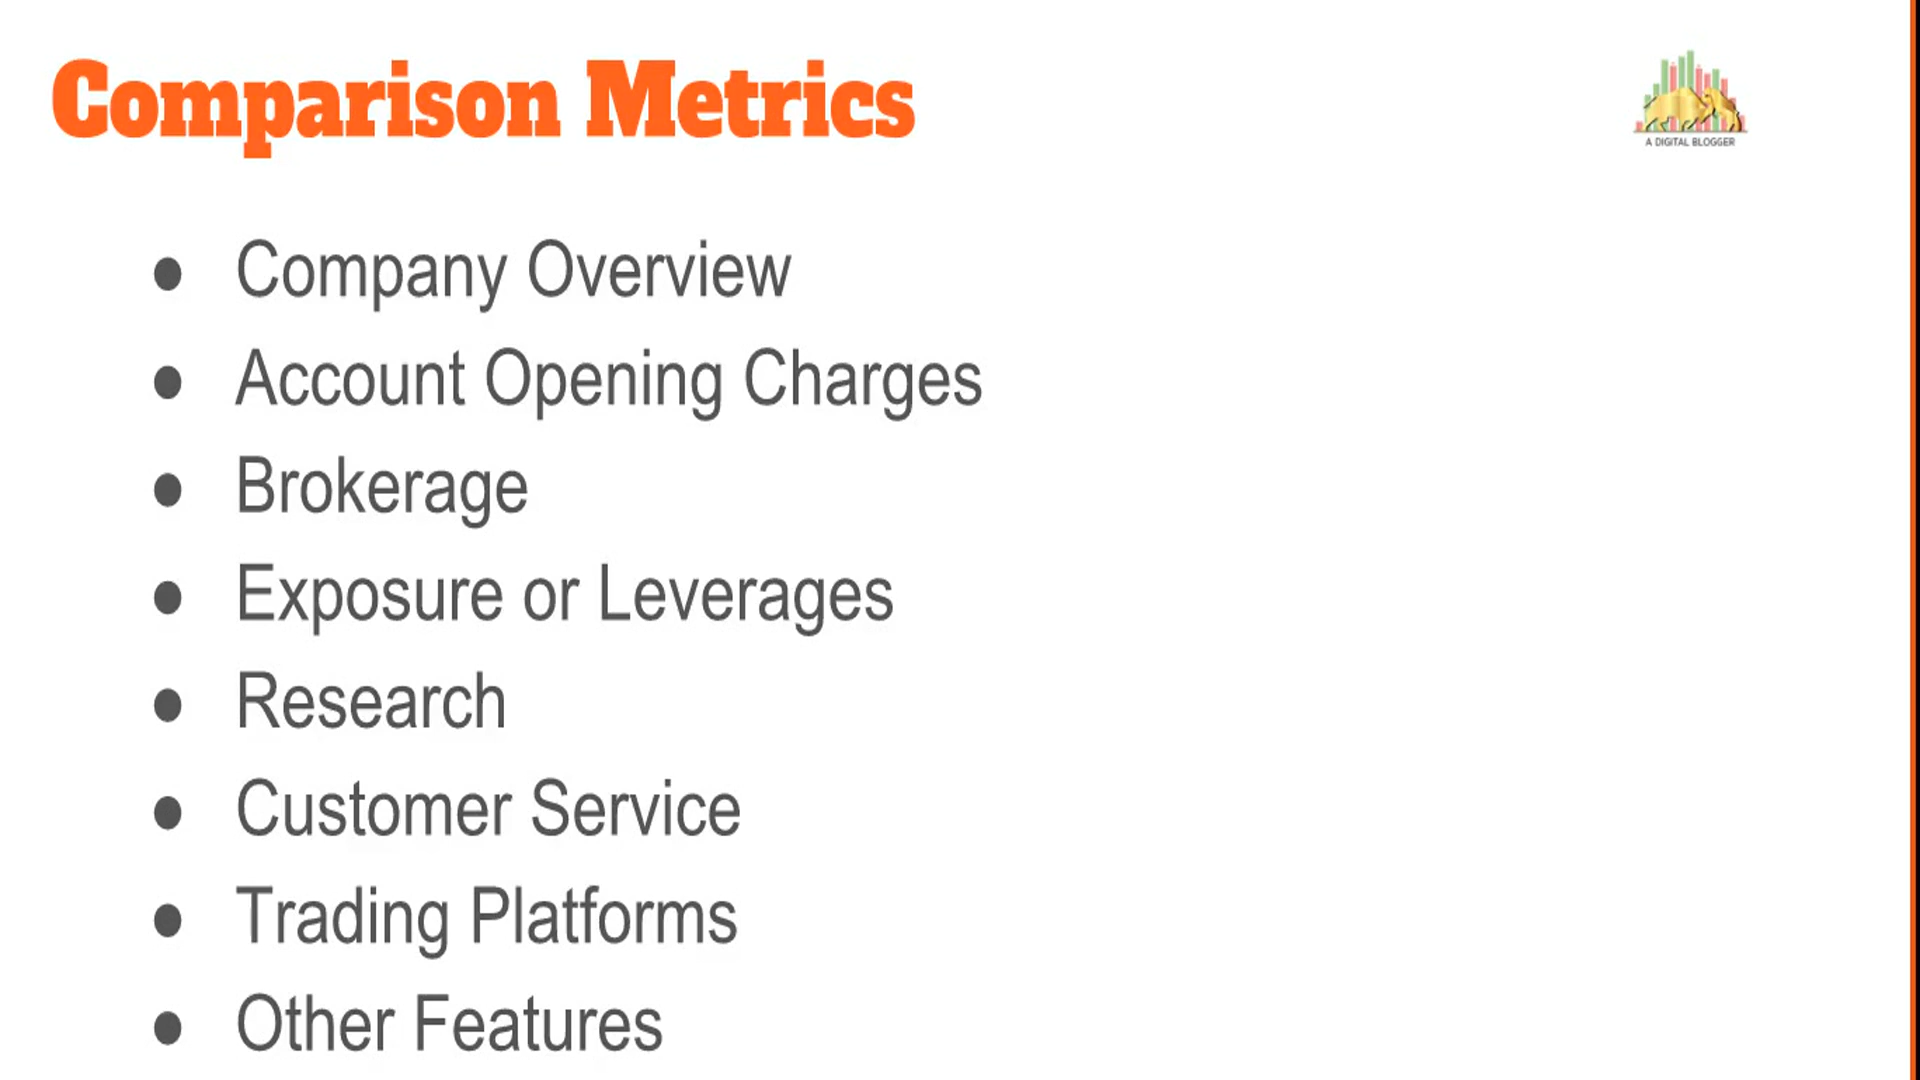 Comparison Metrics
A DIGITAL BLOGGER
● Company Overview
● Account Opening Charges
● Brokerage
● Exposure or Leverages
● Research
● Customer Service
● Trading Platforms
● Other Features